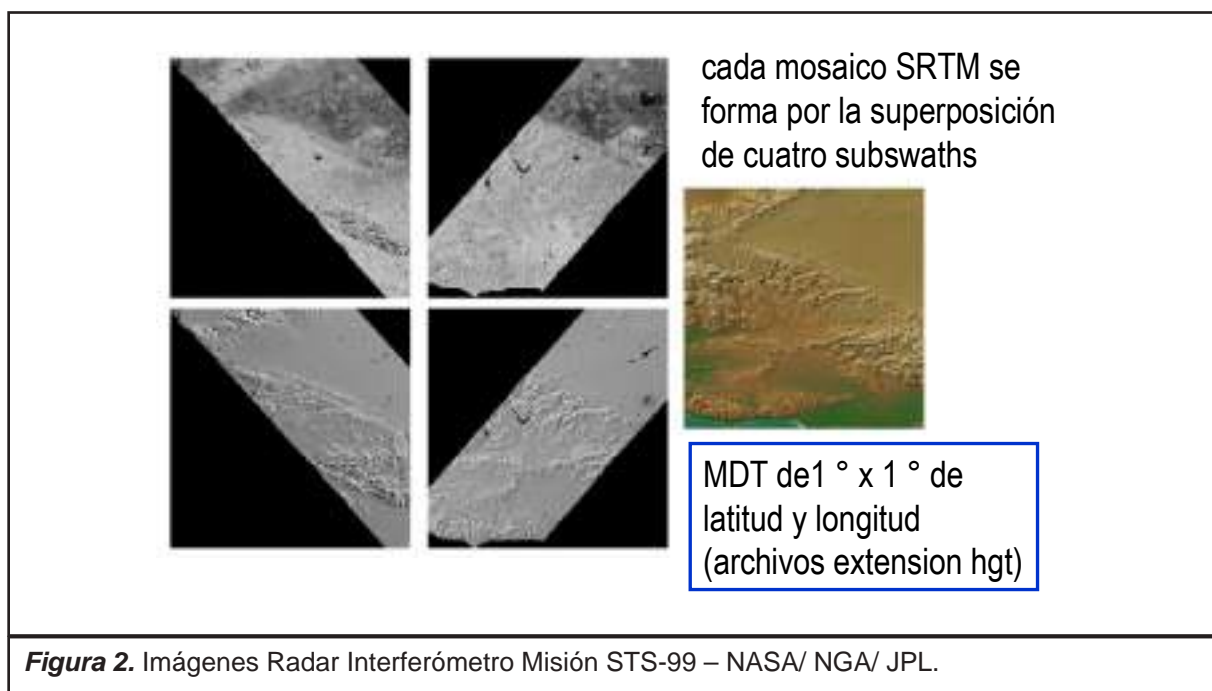 cada mosaico SRTM se
forma por la superposición
de cuatro subswaths
MDT de1 ° x 1 ° de
latitud y longitud
(archivos extension hgt)
Figura 2. Imágenes Radar Interferómetro Misión STS-99 – NASA/ NGA/ JPL.